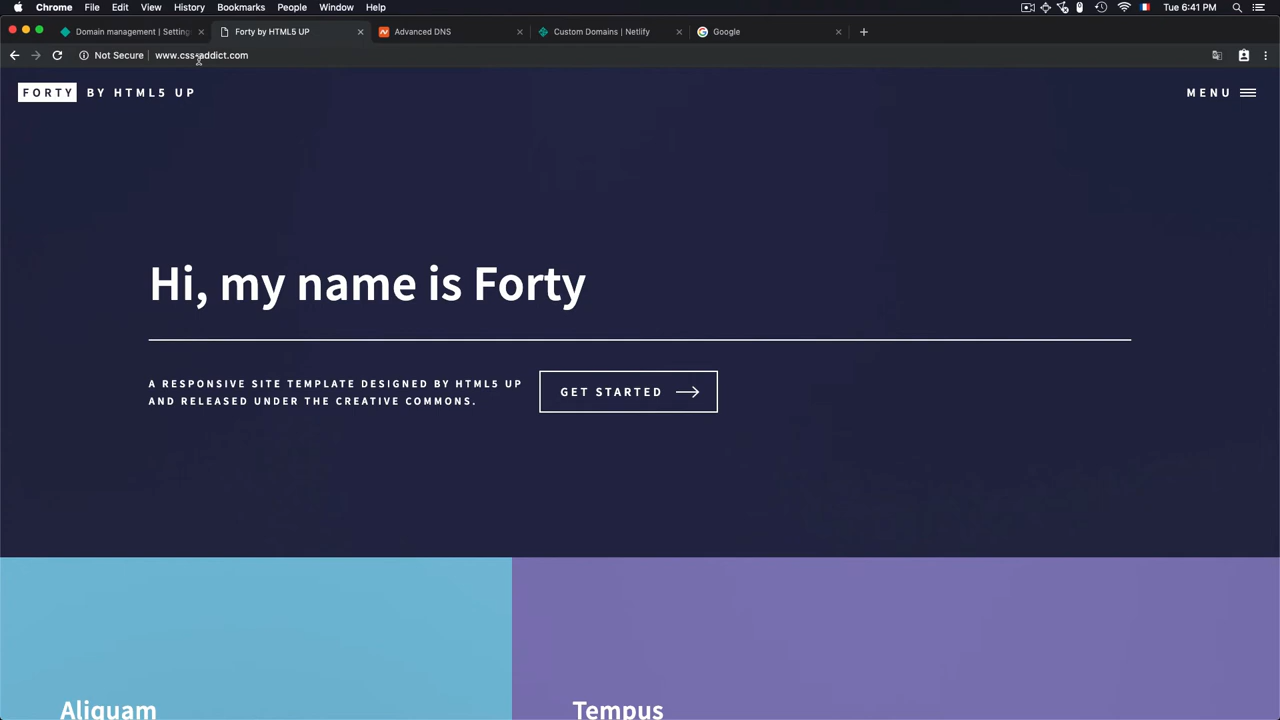 Chrome File Edit View History Bookmarks People Window Help Tue 6:41 PM
Domain management | Setting Forty by HTML5 UP Advanced DNS Custom Domains | Netlify Google
Not Secure | www.css-addict.com
FORTY BY HTML5 UP MENU
Hi, my name is Forty
A RESPONSIVE SITE TEMPLATE DESIGNED BY HTML5 UP
AND RELEASED UNDER THE CREATIVE COMMONS.
GET STARTED
Aliquam Tempus